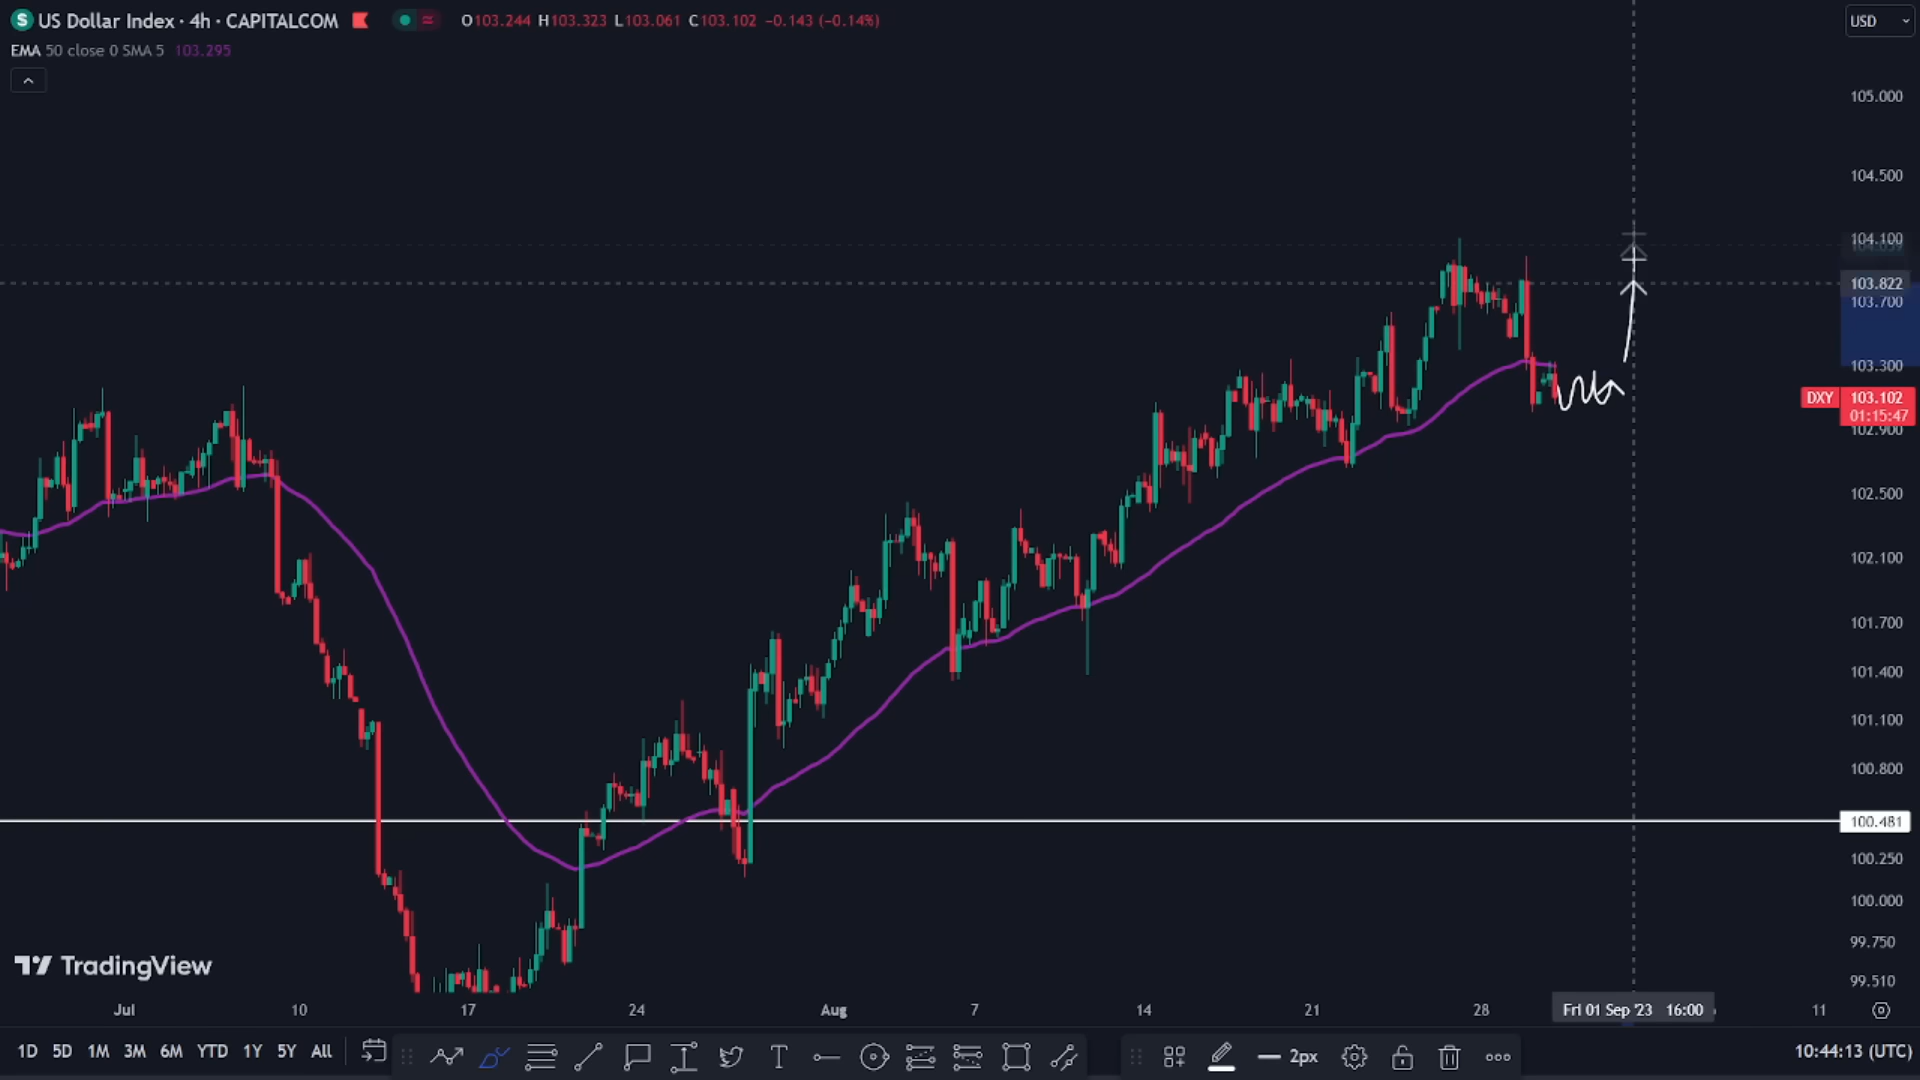 US Dollar Index · 4h · CAPITALCOM O103.244 H103.323 L103.061 C103.102 −0.143 (−0.14%)
USD
EMA 50 close 0 SMA 5 103.295
105.000
104.500
104.100
103.822
103.700
103.300
DXY 103.102
01:15:47
102.900
102.500
102.100
101.700
101.400
101.100
100.800
100.481
100.250
100.000
99.750
99.510
TradingView
Jul 10 17 24 Aug 7 14 21 28 Fri 01 Sep '23 16:00 11
1D 5D 1M 3M 6M YTD 1Y 5Y All
T
2px
10:44:13 (UTC)